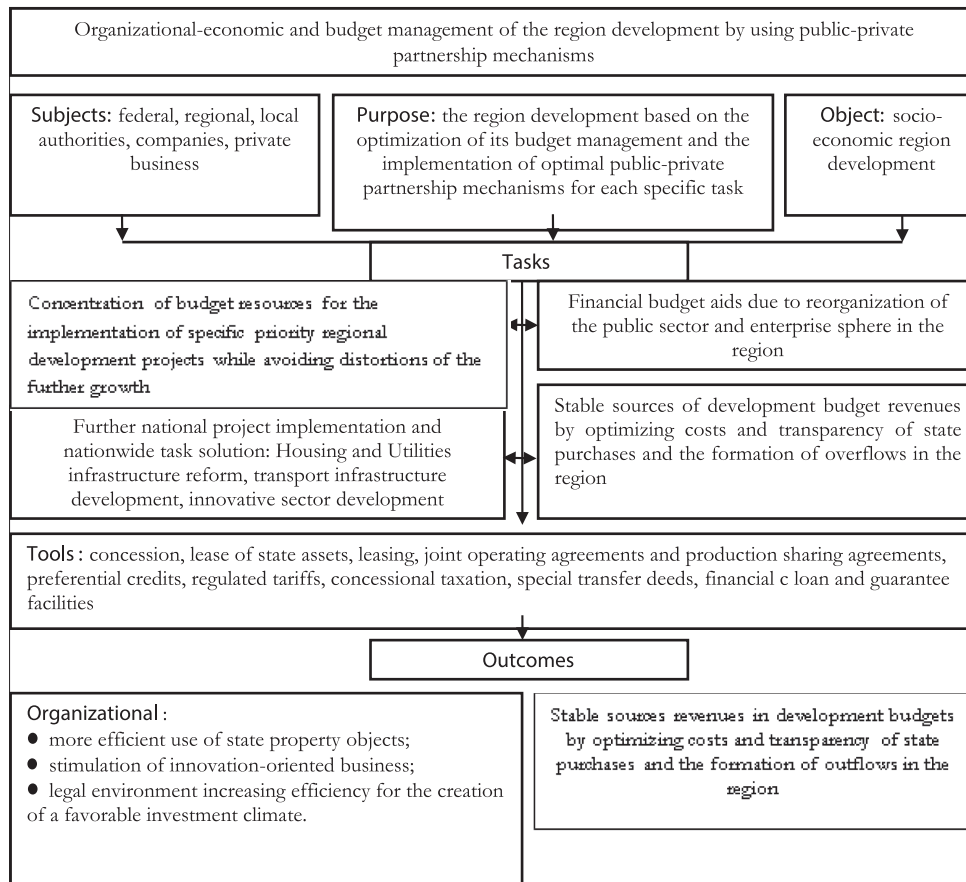 Organizational-economic and budget management of the region development by using public-private
partnership mechanisms
Subjects: federal, regional, local
authorities, companies, private
business
Purpose: the region development based on the
optimization of its budget management and the
implementation of optimal public-private
partnership mechanisms for each specific task
Object: socio-
economic region
development
Tasks
Concentration of budget resources for the
implementation of specific priority regional
development projects while avoiding distortions of the
further growth
Financial budget aids due to reorganization of
the public sector and enterprise sphere in the
region
Further national project implementation and
nationwide task solution: Housing and Utilities
infrastructure reform, transport infrastructure
development, innovative sector development
Stable sources of development budget revenues
by optimizing costs and transparency of state
purchases and the formation of overflows in the
region
Tools : concession, lease of state assets, leasing, joint operating agreements and production sharing agreements,
preferential credits, regulated tariffs, concessional taxation, special transfer deeds, financial c loan and guarantee
facilities
Outcomes
Organizational :
● more efficient use of state property objects;
● stimulation of innovation-oriented business;
● legal environment increasing efficiency for the creation
of a favorable investment climate.
Stable sources revenues in development budgets
by optimizing costs and transparency of state
purchases and the formation of outflows in the
region